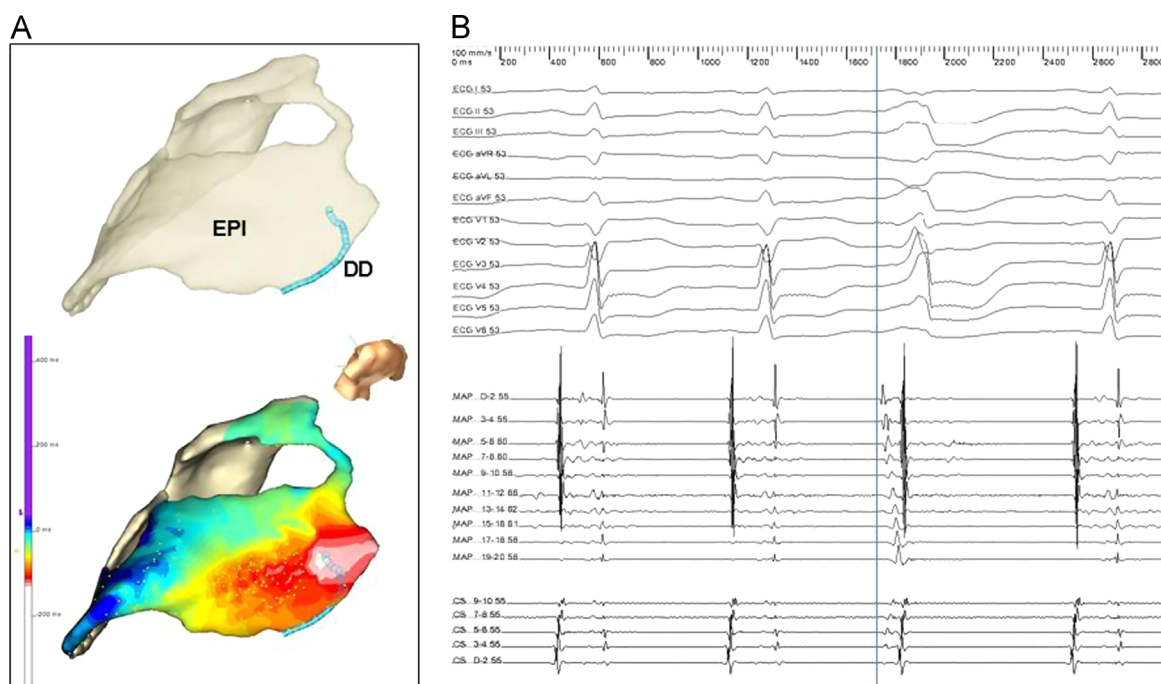 A
B
EPI
DD
400 ms
200 ms
0 ms
-200 ms
100 mm/s
0 ms 200 400 600 800 1000 1200 1400 1600 1800 2000 2200 2400 2600 2800
ECG I 53
ECG II 53
ECG III 53
ECG aVR 53
ECG aVL 53
ECG aVF 53
ECG V1 53
ECG V2 53
ECG V3 53
ECG V4 53
ECG V5 53
ECG V6 53
MAP D-2 55
MAP 3-4 55
MAP 5-6 60
MAP 7-8 60
MAP 9-10 58
MAP 11-12 66
MAP 13-14 62
MAP 15-16 61
MAP 17-18 58
MAP 19-20 58
CS 9-10 55
CS 7-8 55
CS 5-6 55
CS 3-4 55
CS D-2 55